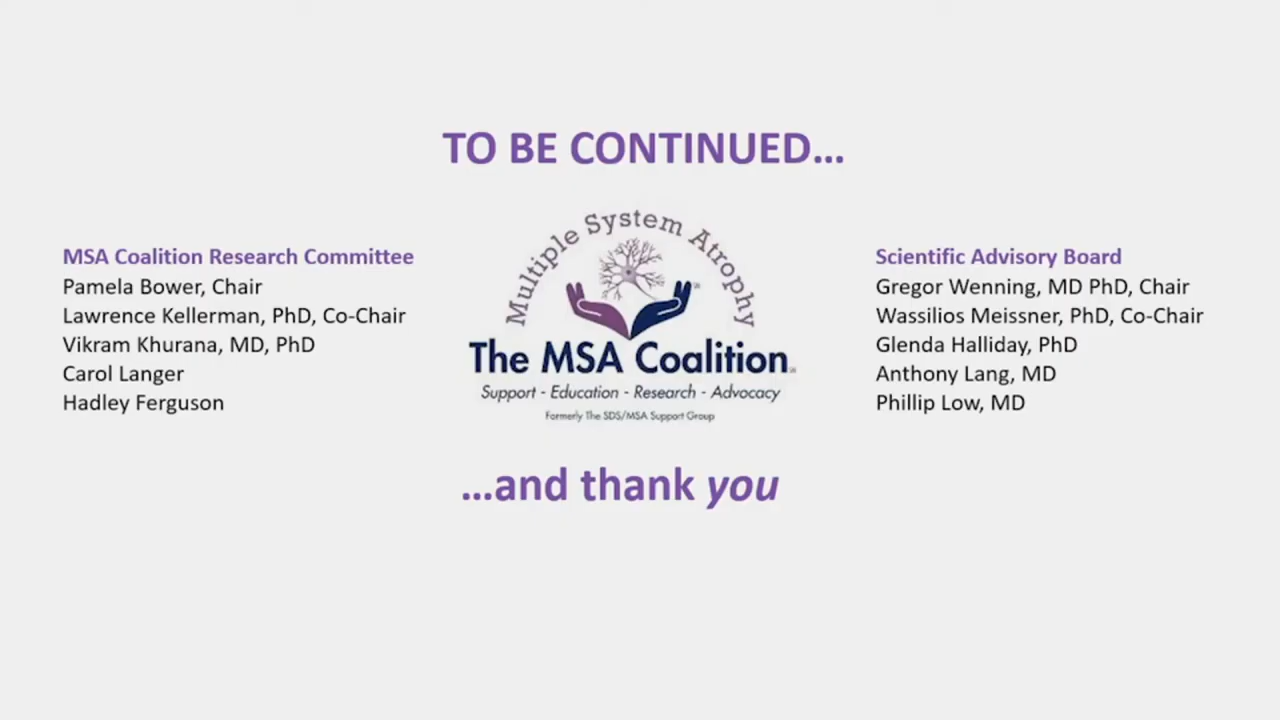 TO BE CONTINUED...
MSA Coalition Research Committee
Pamela Bower, Chair
Lawrence Kellerman, PhD, Co-Chair
Vikram Khurana, MD, PhD
Carol Langer
Hadley Ferguson
Multiple System Atrophy
The MSA Coalition
Support - Education - Research - Advocacy
Formerly The SDS/MSA Support Group
Scientific Advisory Board
Gregor Wenning, MD PhD, Chair
Wassilios Meissner, PhD, Co-Chair
Glenda Halliday, PhD
Anthony Lang, MD
Phillip Low, MD
...and thank you